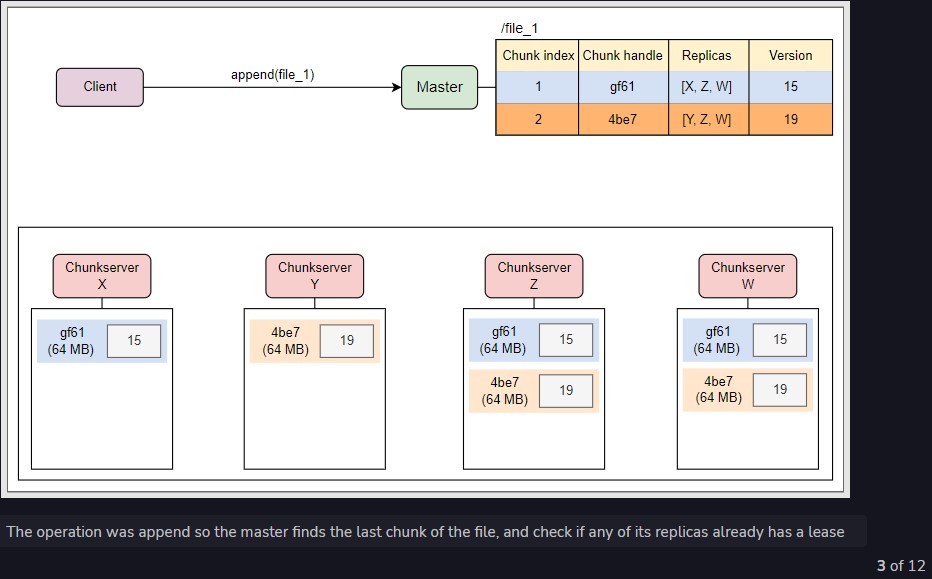 /file_1
Chunk index Chunk handle Replicas Version
Client append(file_1) Master 1 gf61 [X, Z, W] 15
2 4be7 [Y, Z, W] 19
Chunkserver
X
Chunkserver
Y
Chunkserver
Z
Chunkserver
W
gf61
(64 MB)
15
4be7
(64 MB)
19
gf61
(64 MB)
15
4be7
(64 MB)
19
gf61
(64 MB)
15
4be7
(64 MB)
19
The operation was append so the master finds the last chunk of the file, and check if any of its replicas already has a lease
3 of 12